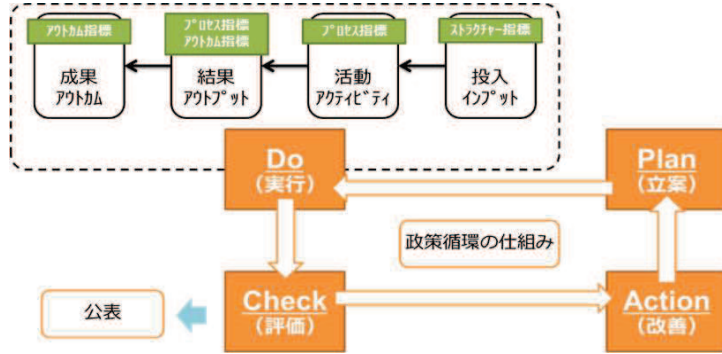 アウトカム指標
プロセス指標
アウトカム指標
プロセス指標
ストラクチャー指標
成果
アウトカム
結果
アウトプット
活動
アクティビティ
投入
インプット
Do
(実行)
Plan
(立案)
政策循環の仕組み
公表
Check
(評価)
Action
(改善)